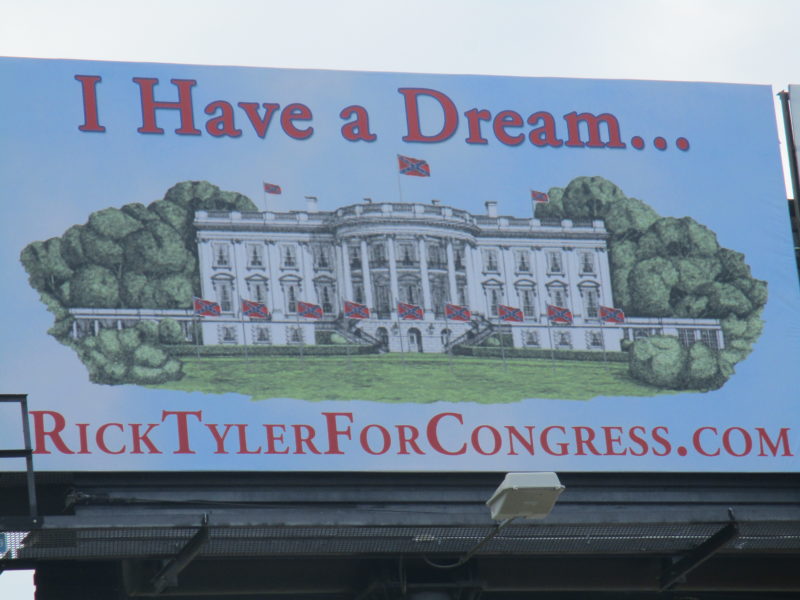 I Have a Dream...
RickTylerForCongress.com